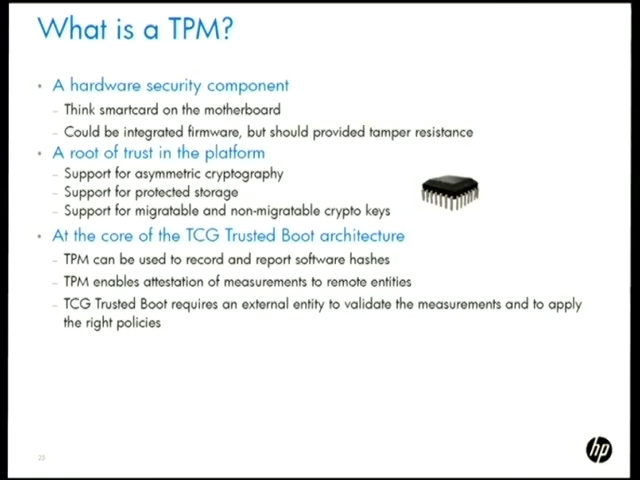 What is a TPM?
• A hardware security component
– Think smartcard on the motherboard
– Could be integrated firmware, but should provided tamper resistance
• A root of trust in the platform
– Support for asymmetric cryptography
– Support for protected storage
– Support for migratable and non-migratable crypto keys
• At the core of the TCG Trusted Boot architecture
– TPM can be used to record and report software hashes
– TPM enables attestation of measurements to remote entities
– TCG Trusted Boot requires an external entity to validate the measurements and to apply
the right policies
hp